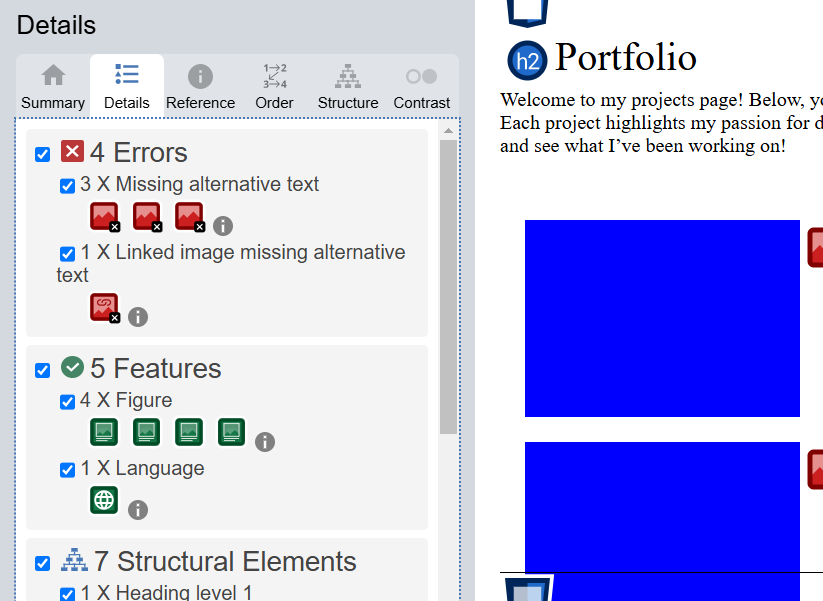 Details
Summary Details Reference Order Structure Contrast
1→2
3→4
4 Errors
3 X Missing alternative text
1 X Linked image missing alternative
text
5 Features
4 X Figure
1 X Language
7 Structural Elements
1 X Heading level 1
h2 Portfolio
Welcome to my projects page! Below, yo
Each project highlights my passion for d
and see what I’ve been working on!